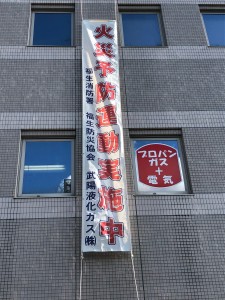 火災予防運動実施中
福生消防署 福生防災協会 武陽液化ガス㈱
プロパン
ガス
+
電気